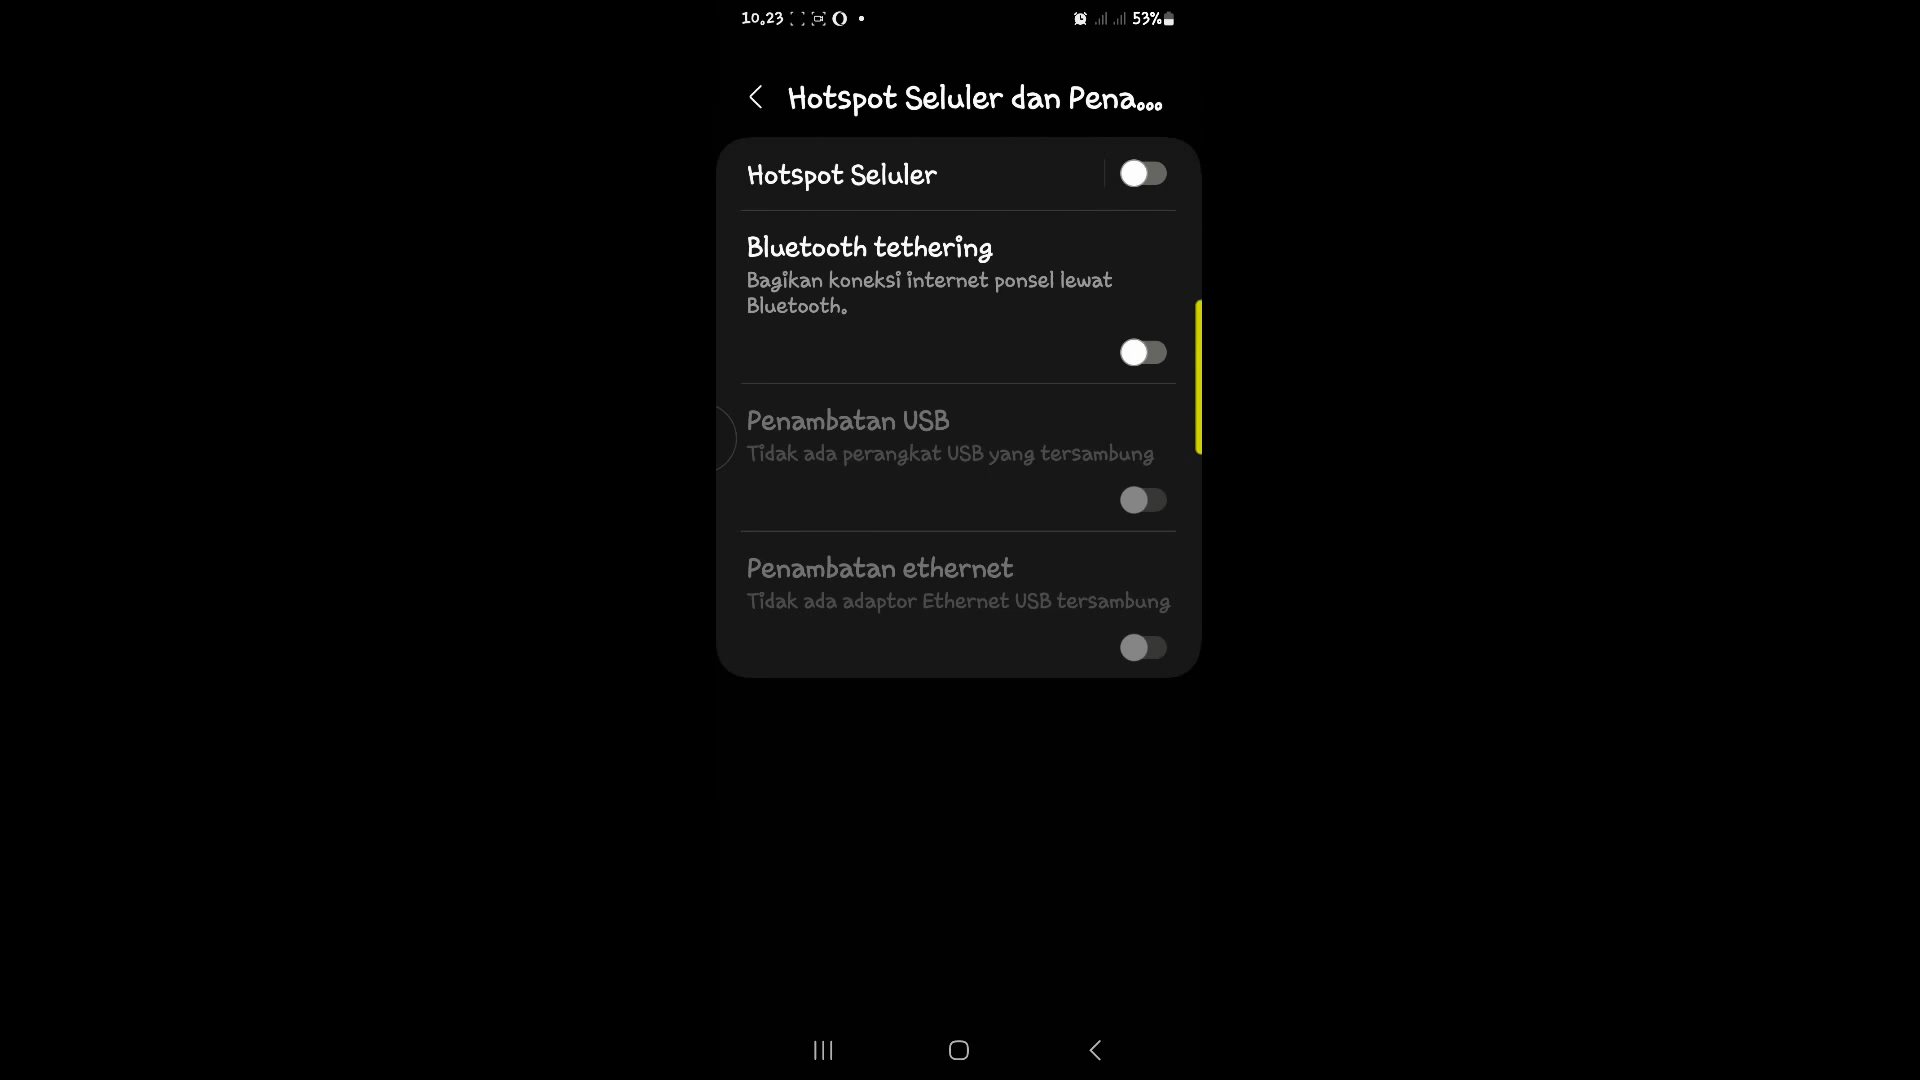 10.23 53%
Hotspot Seluler dan Pena...
Hotspot Seluler
Bluetooth tethering
Bagikan koneksi internet ponsel lewat
Bluetooth.
Penambatan USB
Tidak ada perangkat USB yang tersambung
Penambatan ethernet
Tidak ada adaptor Ethernet USB tersambung